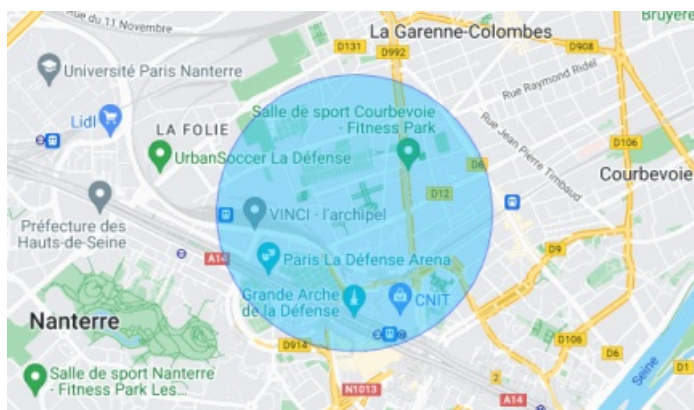 Bruyère
Rue du 11 Novembre
La Garenne-Colombes
D131
D992
D908
Université Paris Nanterre
Rue Raymond Ridel
Lidl
LA FOLIE
Salle de sport Courbevoie
- Fitness Park
Rue Jean Pierre Timbaud
D106
UrbanSoccer La Défense
D6
Courbevoie
D12
Préfecture des
Hauts-de-Seine
VINCI - l'archipel
A14
Paris La Défense Arena
D9
Grande Arche
de la Défense
CNIT
Nanterre
D914
D106
D6
Seine
D1
Salle de sport Nanterre
- Fitness Park Les...
N1013
2
A14